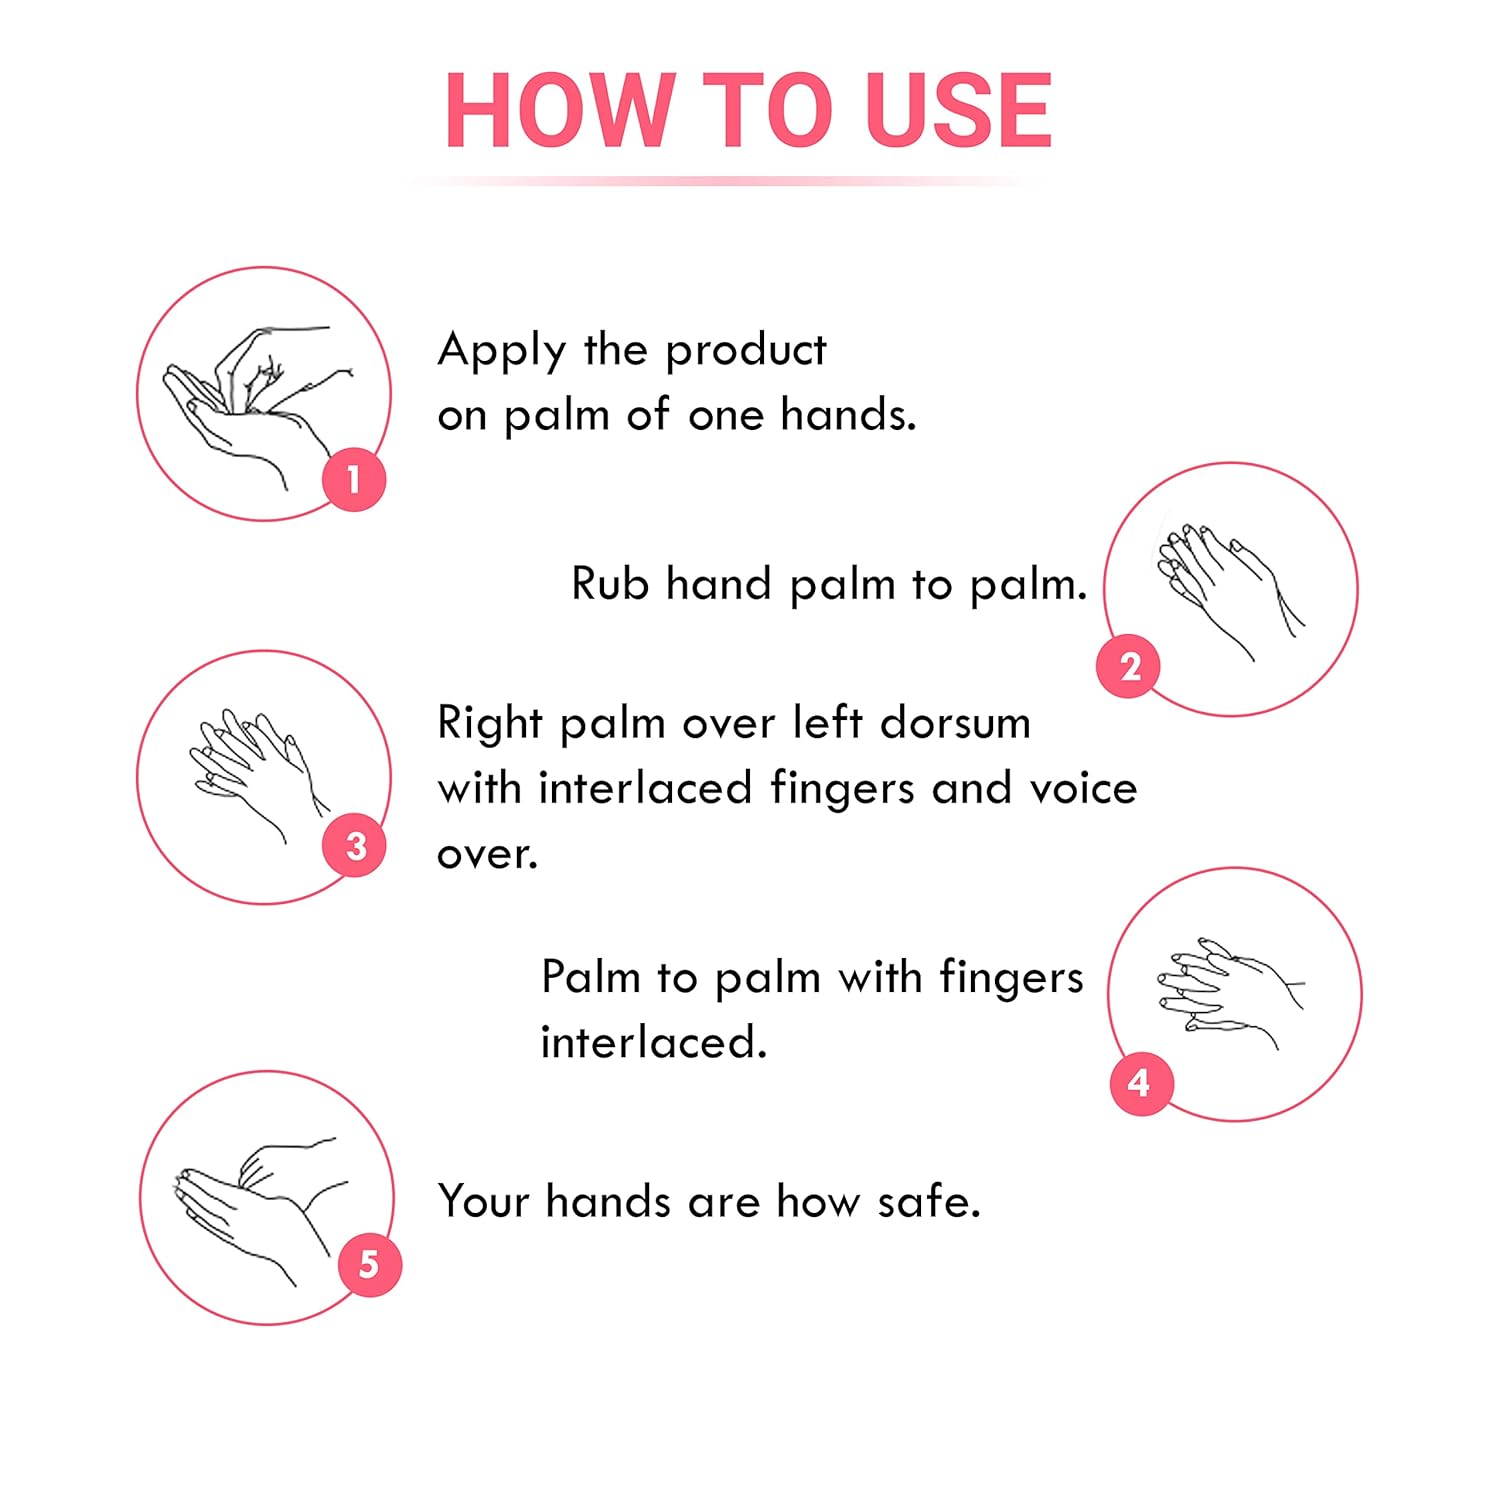 HOW TO USE
Apply the product
on palm of one hands.
1
Rub hand palm to palm.
2
Right palm over left dorsum
with interlaced fingers and voice
over.
3
Palm to palm with fingers
interlaced.
4
Your hands are how safe.
5